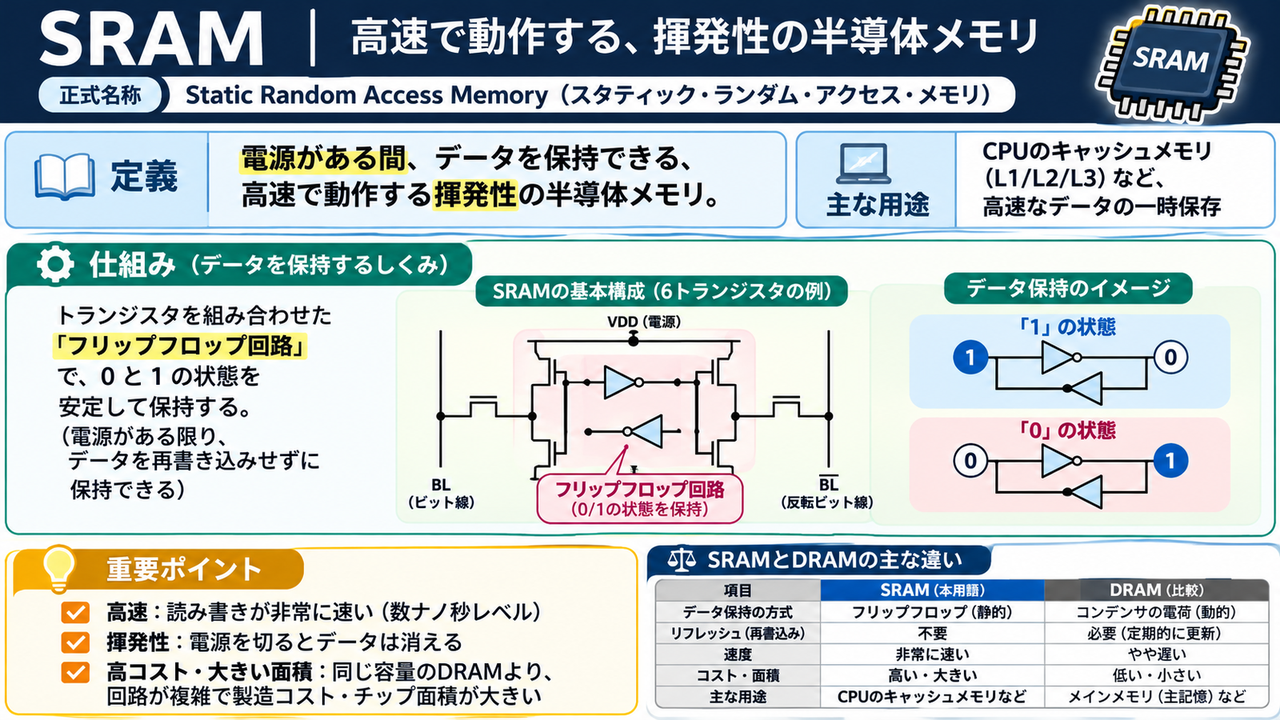 SRAM
高速で動作する、揮発性の半導体メモリ
SRAM
正式名称
Static Random Access Memory（スタティック・ランダム・アクセス・メモリ）
定義
電源がある間、データを保持できる、
高速で動作する揮発性の半導体メモリ。
主な用途
CPUのキャッシュメモリ
（L1/L2/L3）など、
高速なデータの一時保存
仕組み（データを保持するしくみ）
トランジスタを組み合わせた
「フリップフロップ回路」
で、0 と 1 の状態を
安定して保持する。
（電源がある限り、
データを再書き込みせずに
保持できる）
SRAMの基本構成（6トランジスタの例）
VDD（電源）
BL
（ビット線）
フリップフロップ回路
（0/1の状態を保持）
BL
（反転ビット線）
データ保持のイメージ
「1」の状態
1
0
「0」の状態
0
1
重要ポイント
高速：読み書きが非常に速い（数ナノ秒レベル）
揮発性：電源を切るとデータは消える
高コスト・大きい面積：同じ容量のDRAMより、
回路が複雑で製造コスト・チップ面積が大きい
SRAMとDRAMの主な違い
項目 SRAM（本用語） DRAM（比較）
データ保持の方式 フリップフロップ（静的） コンデンサの電荷（動的）
リフレッシュ（再書込み） 不要 必要（定期的に更新）
速度 非常に速い やや遅い
コスト・面積 高い・大きい 低い・小さい
主な用途 CPUのキャッシュメモリなど メインメモリ（主記憶）など